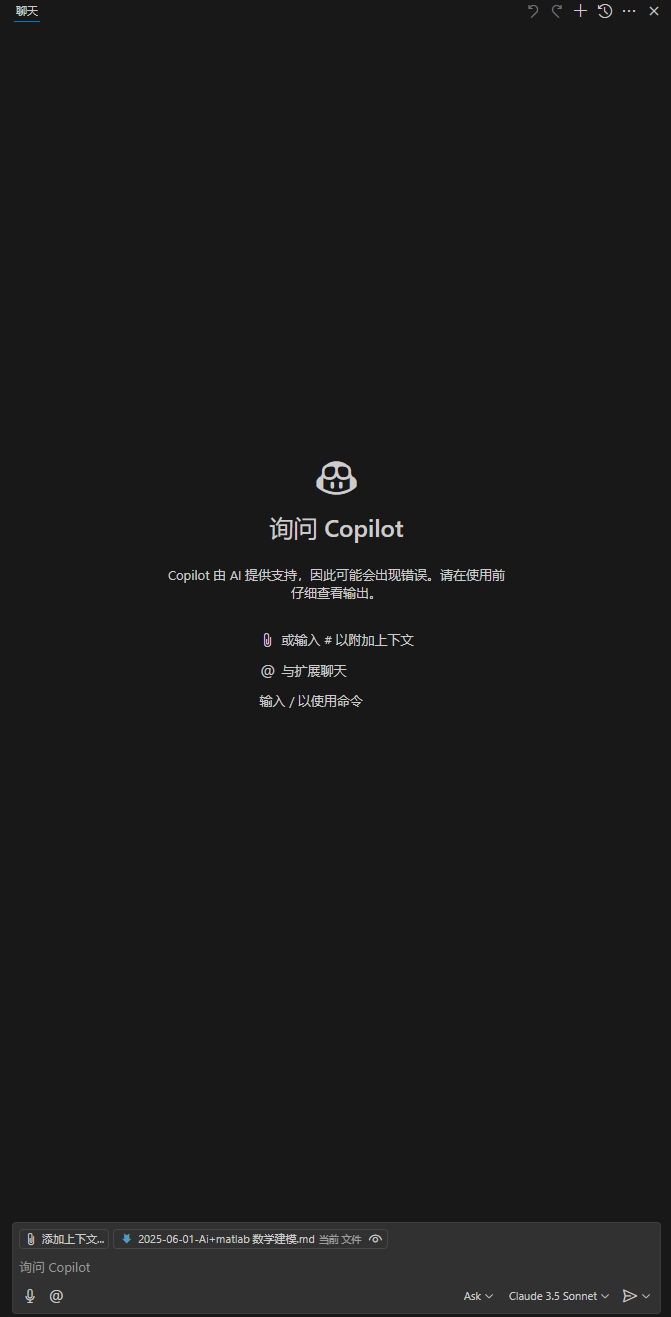 聊天
询问 Copilot
Copilot 由 AI 提供支持，因此可能会出现错误。请在使用前
仔细查看输出。
或输入 # 以附加上下文
@ 与扩展聊天
输入 / 以使用命令
添加上下文... 2025-06-01-Ai+matlab 数学建模.md 当前 文件
询问 Copilot
@ Ask Claude 3.5 Sonnet